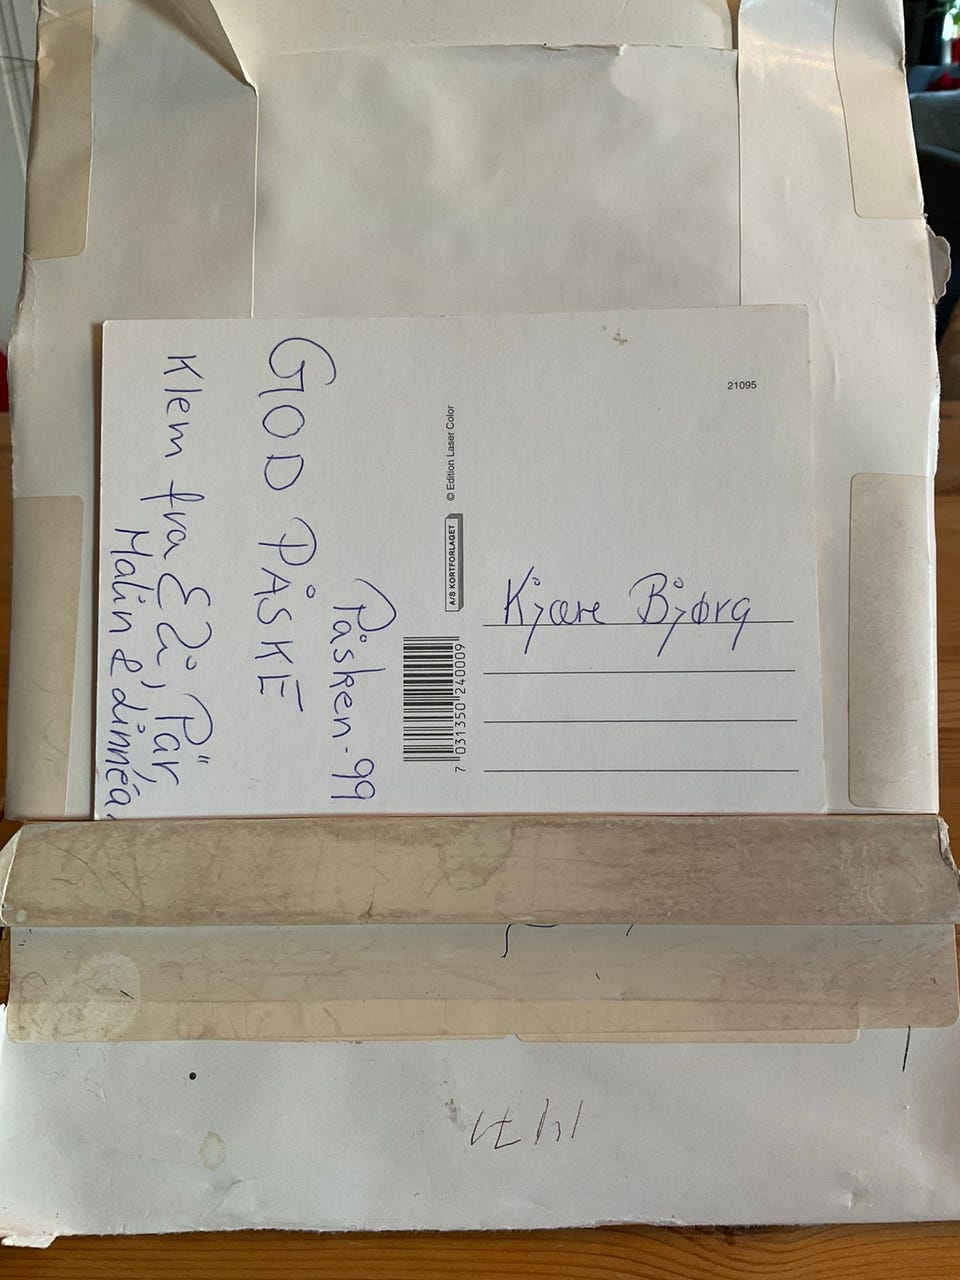 Påsken-99
GOD PÅSKE
Klem fra Eli, Pär,
Malin & Linnéa.
A/S KORTFORLAGET
© Edition Laser Color
7 031350 240009
21095
Kjære Bjørg